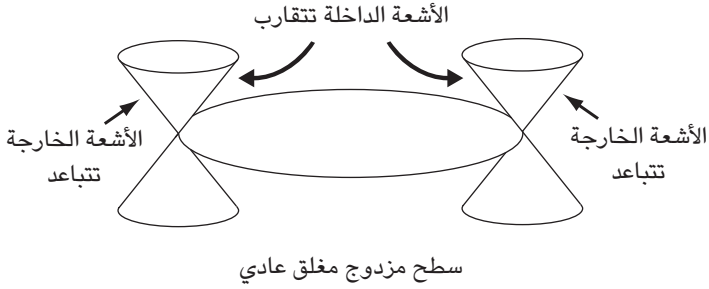 الأشعة الداخلة تتقارب
الأشعة الخارجة
تتباعد
الأشعة الخارجة
تتباعد
سطح مزدوج مغلق عادي